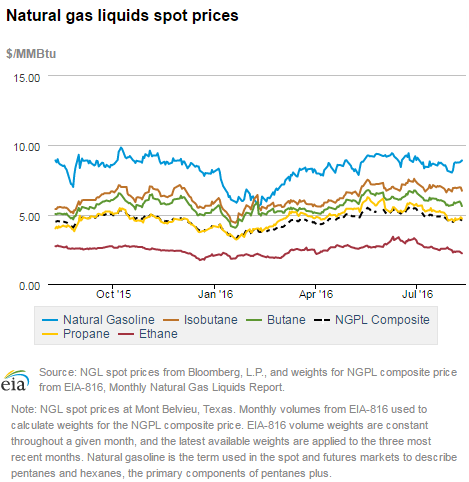 Natural gas liquids spot prices
$/MMBtu
15.00
10.00
5.00
0.00
Oct '15
Jan '16
Apr '16
Jul '16
Natural Gasoline
Isobutane
Butane
NGPL Composite
Propane
Ethane
eia
Source: NGL spot prices from Bloomberg, L.P., and weights for NGPL composite price
from EIA-816, Monthly Natural Gas Liquids Report.
Note: NGL spot prices at Mont Belvieu, Texas. Monthly volumes from EIA-816 used to
calculate weights for the NGPL composite price. EIA-816 volume weights are constant
throughout a given month, and the latest available weights are applied to the three most
recent months. Natural gasoline is the term used in the spot and futures markets to describe
pentanes and hexanes, the primary components of pentanes plus.